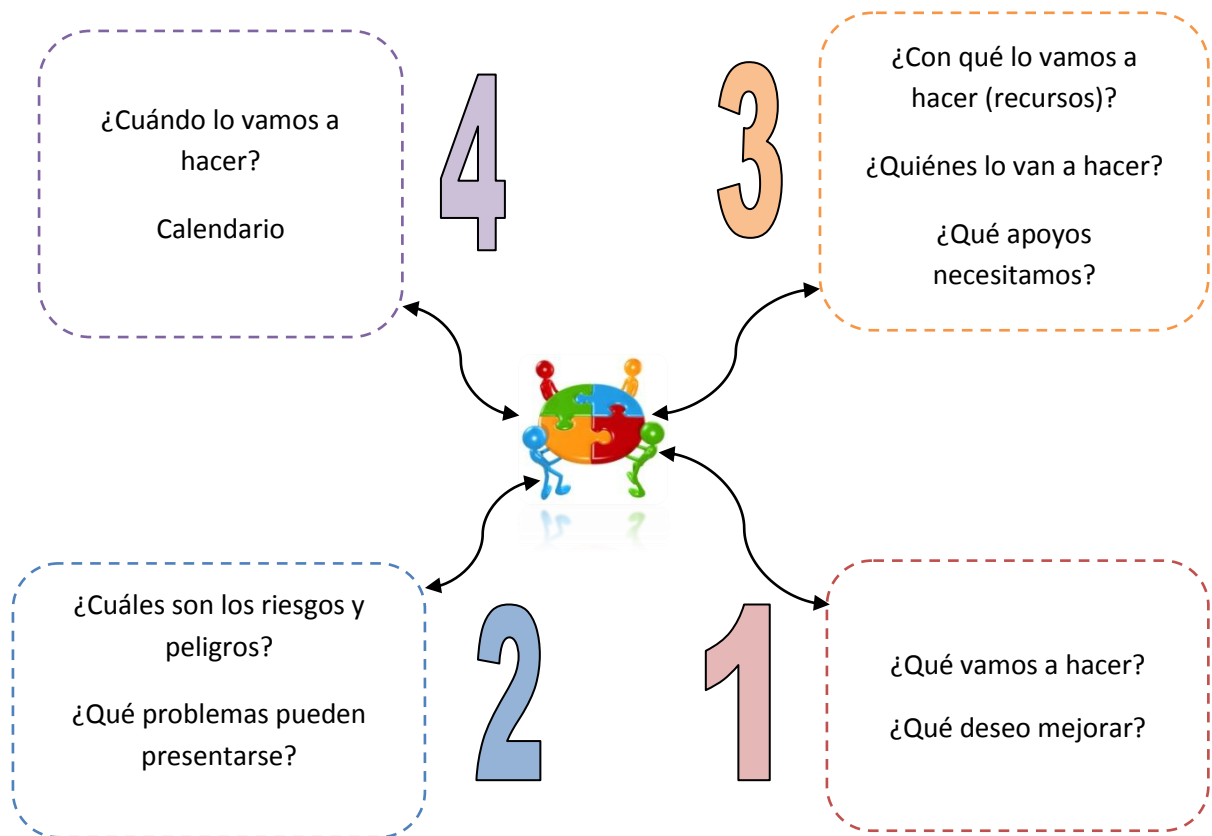 ¿Cuándo lo vamos a
hacer?
Calendario
4
3
¿Con qué lo vamos a
hacer (recursos)?
¿Quiénes lo van a hacer?
¿Qué apoyos
necesitamos?
¿Cuáles son los riesgos y
peligros?
¿Qué problemas pueden
presentarse?
2
1
¿Qué vamos a hacer?
¿Qué deseo mejorar?